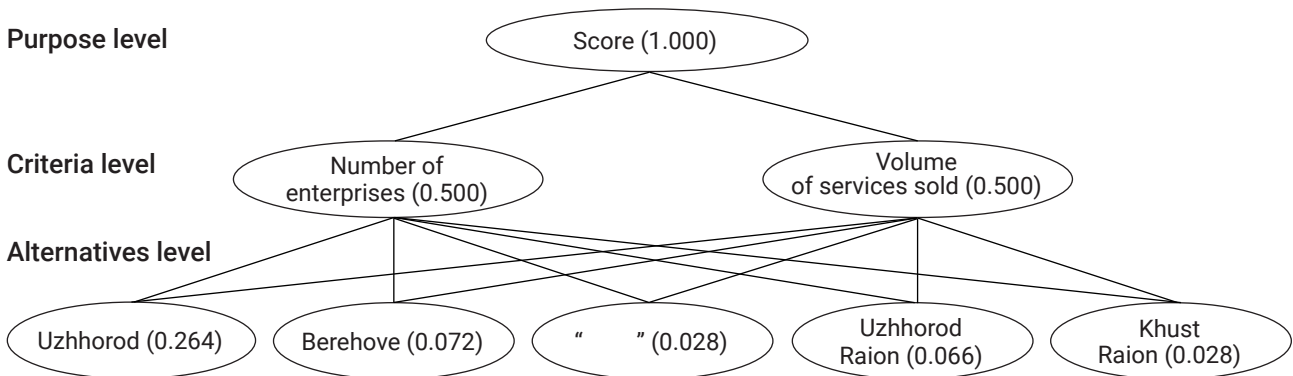 Purpose level
Score (1.000)
Criteria level
Number of
enterprises (0.500)
Volume
of services sold (0.500)
Alternatives level
Uzhhorod (0.264)
Berehove (0.072)
“ ” (0.028)
Uzhhorod
Raion (0.066)
Khust
Raion (0.028)